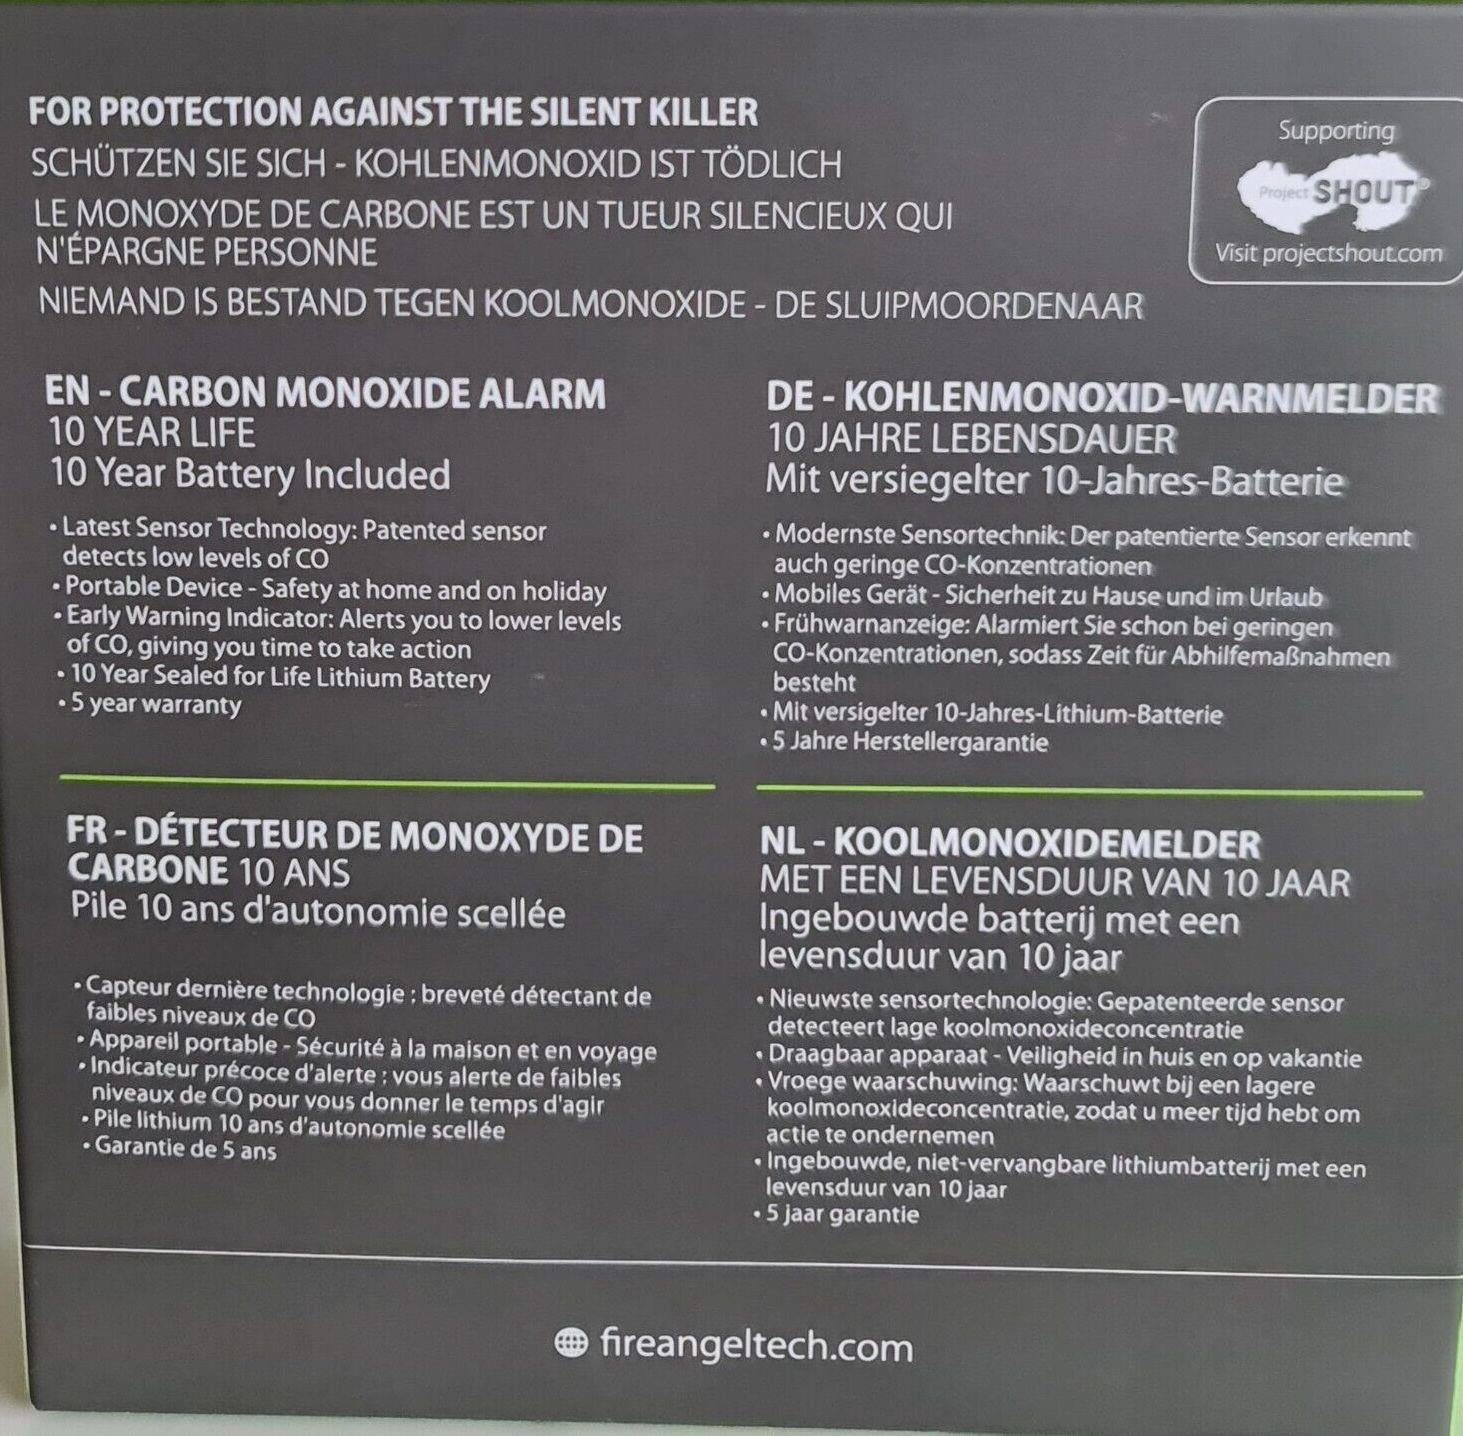 FOR PROTECTION AGAINST THE SILENT KILLER
SCHÜTZEN SIE SICH - KOHLENMONOXID IST TÖDLICH
LE MONOXYDE DE CARBONE EST UN TUEUR SILENCIEUX QUI
N'ÉPARGNE PERSONNE
NIEMAND IS BESTAND TEGEN KOOLMONOXIDE - DE SLUIPMOORDENAAR
Supporting
Project SHOUT®
Visit projectshout.com
EN - CARBON MONOXIDE ALARM
10 YEAR LIFE
10 Year Battery Included
• Latest Sensor Technology: Patented sensor
detects low levels of CO
• Portable Device - Safety at home and on holiday
• Early Warning Indicator: Alerts you to lower levels
of CO, giving you time to take action
• 10 Year Sealed for Life Lithium Battery
• 5 year warranty
DE - KOHLENMONOXID-WARNMELDER
10 JAHRE LEBENSDAUER
Mit versiegelter 10-Jahres-Batterie
• Modernste Sensortechnik: Der patentierte Sensor erkennt
auch geringe CO-Konzentrationen
• Mobiles Gerät - Sicherheit zu Hause und im Urlaub
• Frühwarnanzeige: Alarmiert Sie schon bei geringen
CO-Konzentrationen, sodass Zeit für Abhilfemaßnahmen
besteht
• Mit versigelter 10-Jahres-Lithium-Batterie
• 5 Jahre Herstellergarantie
FR - DÉTECTEUR DE MONOXYDE DE
CARBONE 10 ANS
Pile 10 ans d'autonomie scellée
• Capteur dernière technologie : breveté détectant de
faibles niveaux de CO
• Appareil portable - Sécurité à la maison et en voyage
• Indicateur précoce d'alerte : vous alerte de faibles
niveaux de CO pour vous donner le temps d'agir
• Pile lithium 10 ans d'autonomie scellée
• Garantie de 5 ans
NL - KOOLMONOXIDEMELDER
MET EEN LEVENSDUUR VAN 10 JAAR
Ingebouwde batterij met een
levensduur van 10 jaar
• Nieuwste sensortechnologie: Gepatenteerde sensor
detecteert lage koolmonoxideconcentratie
• Draagbaar apparaat - Veiligheid in huis en op vakantie
• Vroege waarschuwing: Waarschuwt bij een lagere
koolmonoxideconcentratie, zodat u meer tijd hebt om
actie te ondernemen
• Ingebouwde, niet-vervangbare lithiumbatterij met een
levensduur van 10 jaar
• 5 jaar garantie
fireangeltech.com